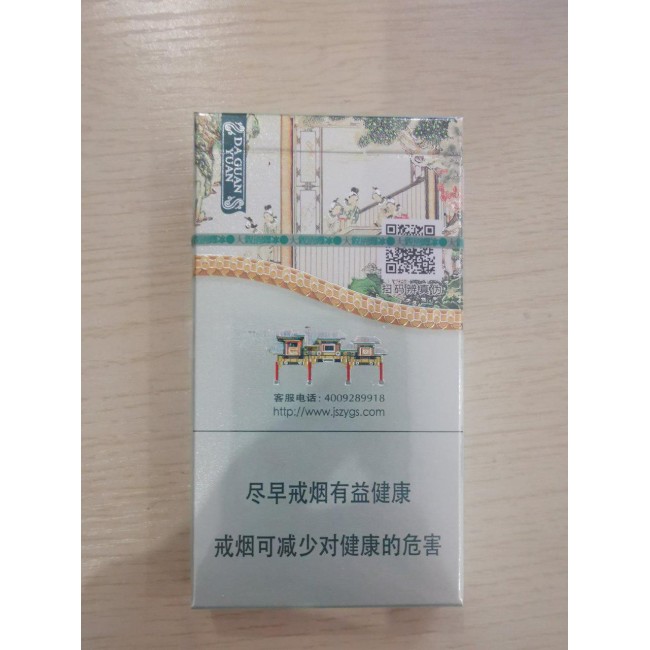 DA GUAN
YUAN
扫码辨真伪
客服电话：4009289918
http://www.jszygs.com
尽早戒烟有益健康
戒烟可减少对健康的危害